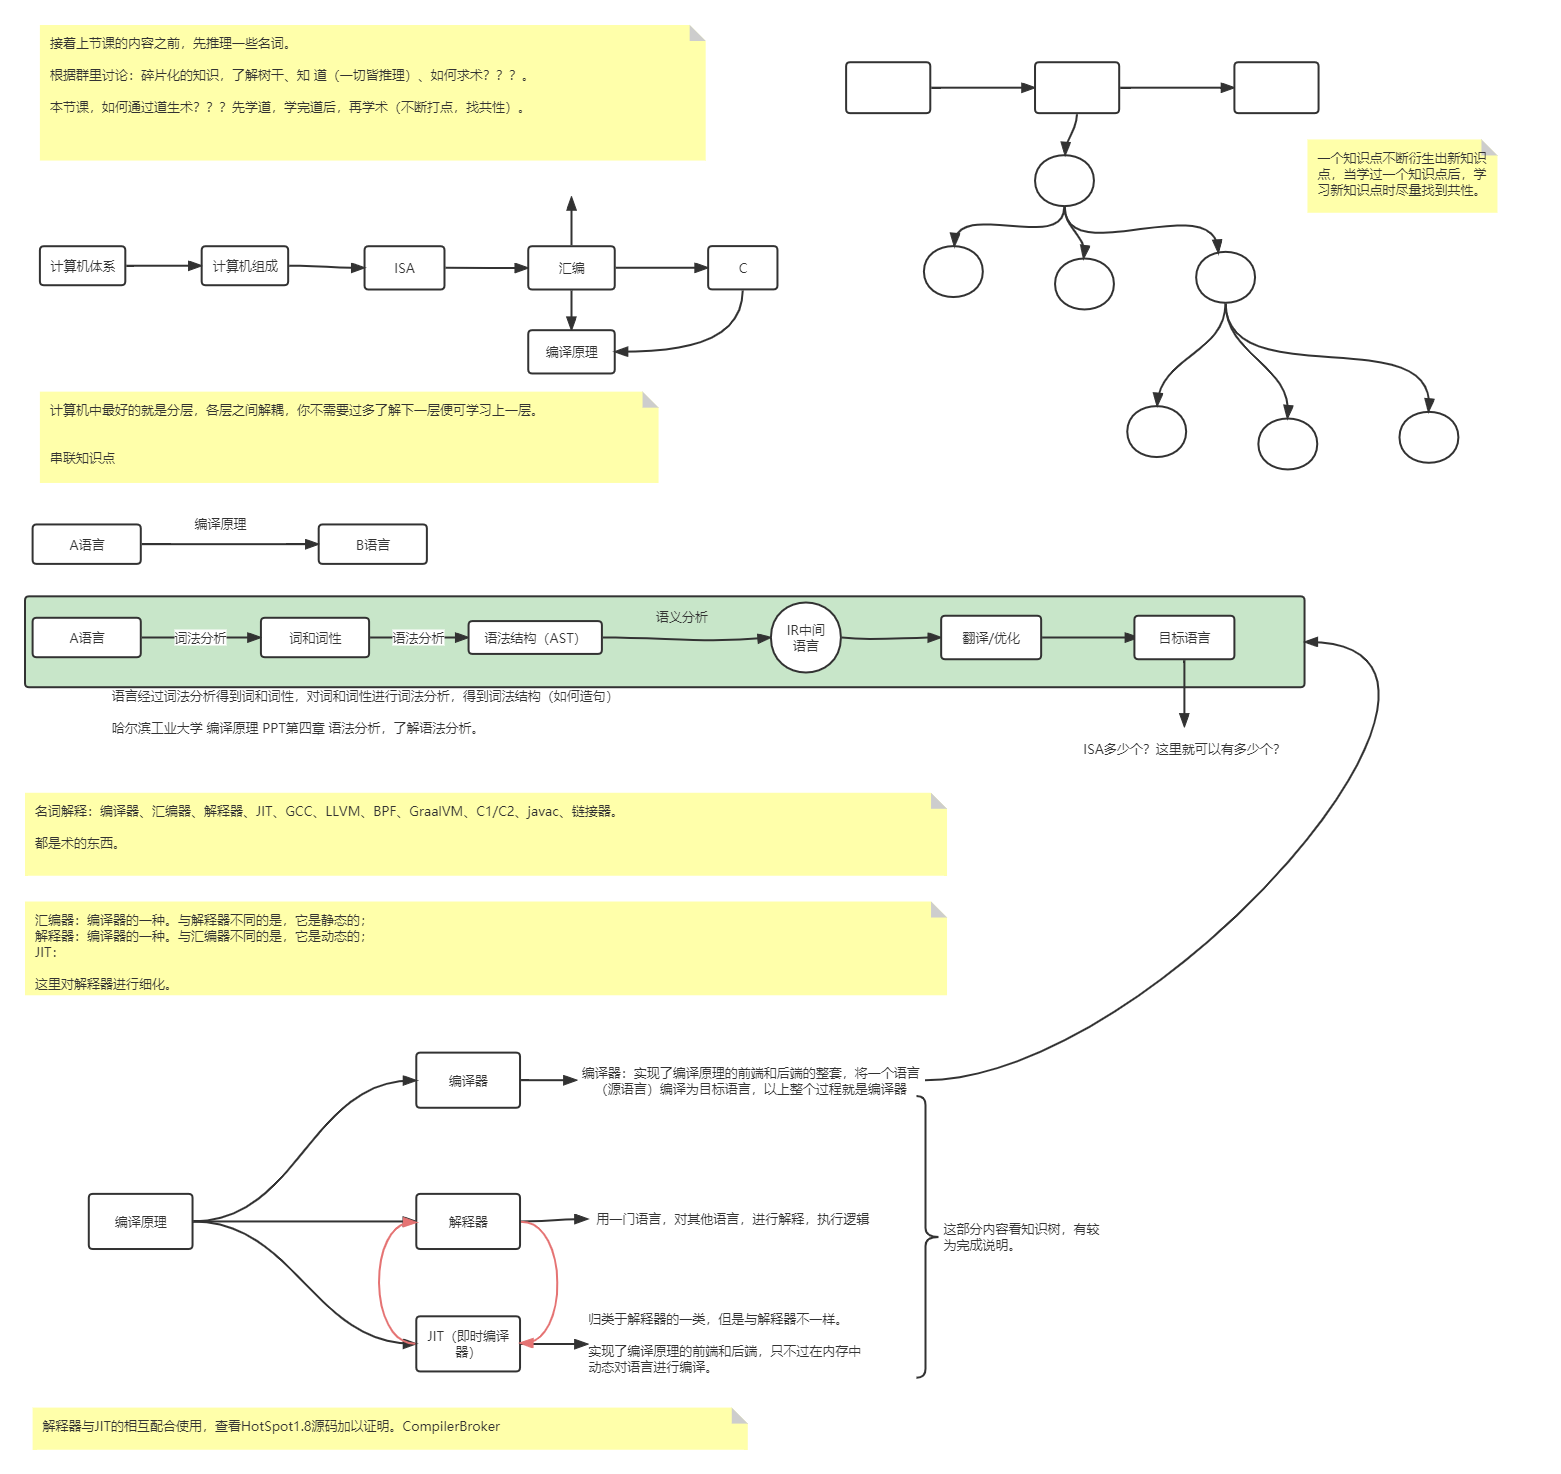 接着上节课的内容之前，先推理一些名词。
根据群里讨论：碎片化的知识，了解树干、知 道（一切皆推理）、如何求术？？？。
本节课，如何通过道生术？？？先学道，学完道后，再学术（不断打点，找共性）。
一个知识点不断衍生出新知识
点，当学过一个知识点后，学
习新知识点时尽量找到共性。
计算机体系
计算机组成
ISA
汇编
C
编译原理
计算机中最好的就是分层，各层之间解耦，你不需要过多了解下一层便可学习上一层。
串联知识点
A语言
编译原理
B语言
A语言
词法分析
词和词性
语法分析
语法结构（AST）
语义分析
IR中间
语言
翻译/优化
目标语言
语言经过词法分析得到词和词性，对词和词性进行词法分析，得到词法结构（如何造句）
哈尔滨工业大学 编译原理 PPT第四章 语法分析，了解语法分析。
ISA多少个？这里就可以有多少个？
名词解释：编译器、汇编器、解释器、JIT、GCC、LLVM、BPF、GraalVM、C1/C2、javac、链接器。
都是术的东西。
汇编器：编译器的一种。与解释器不同的是，它是静态的；
解释器：编译器的一种。与汇编器不同的是，它是动态的；
JIT：
这里对解释器进行细化。
编译器
编译器：实现了编译原理的前端和后端的整套，将一个语言
（源语言）编译为目标语言，以上整个过程就是编译器
编译原理
解释器
用一门语言，对其他语言，进行解释，执行逻辑
这部分内容看知识树，有较
为完成说明。
JIT（即时编译
器）
归类于解释器的一类，但是与解释器不一样。
实现了编译原理的前端和后端，只不过在内存中
动态对语言进行编译。
解释器与JIT的相互配合使用，查看HotSpot1.8源码加以证明。CompilerBroker